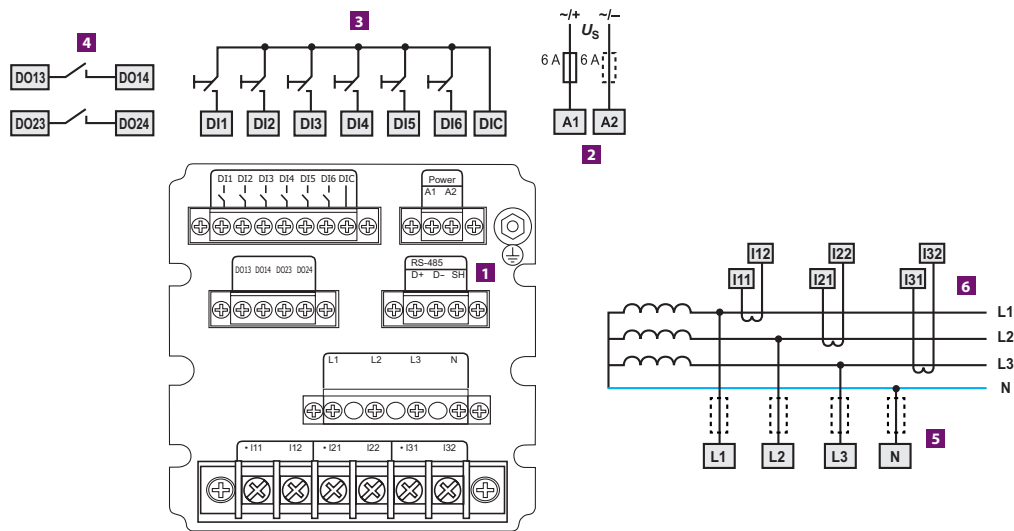 3
4
DO13 DO14
DO23 DO24
DI1 DI2 DI3 DI4 DI5 DI6 DIC
~/+ ~/–
US
6 A 6 A
A1 A2
2
DI1 DI2 DI3 DI4 DI5 DI6 DIC
Power
A1 A2
DO13 DO14 DO23 DO24
RS-485
D+ D– SH
1
L1 L2 L3 N
• I11 I12 • I21 I22 • I31 I32
I12 I22 I32
I11 I21 I31
6
L1
L2
L3
N
5
L1 L2 L3 N